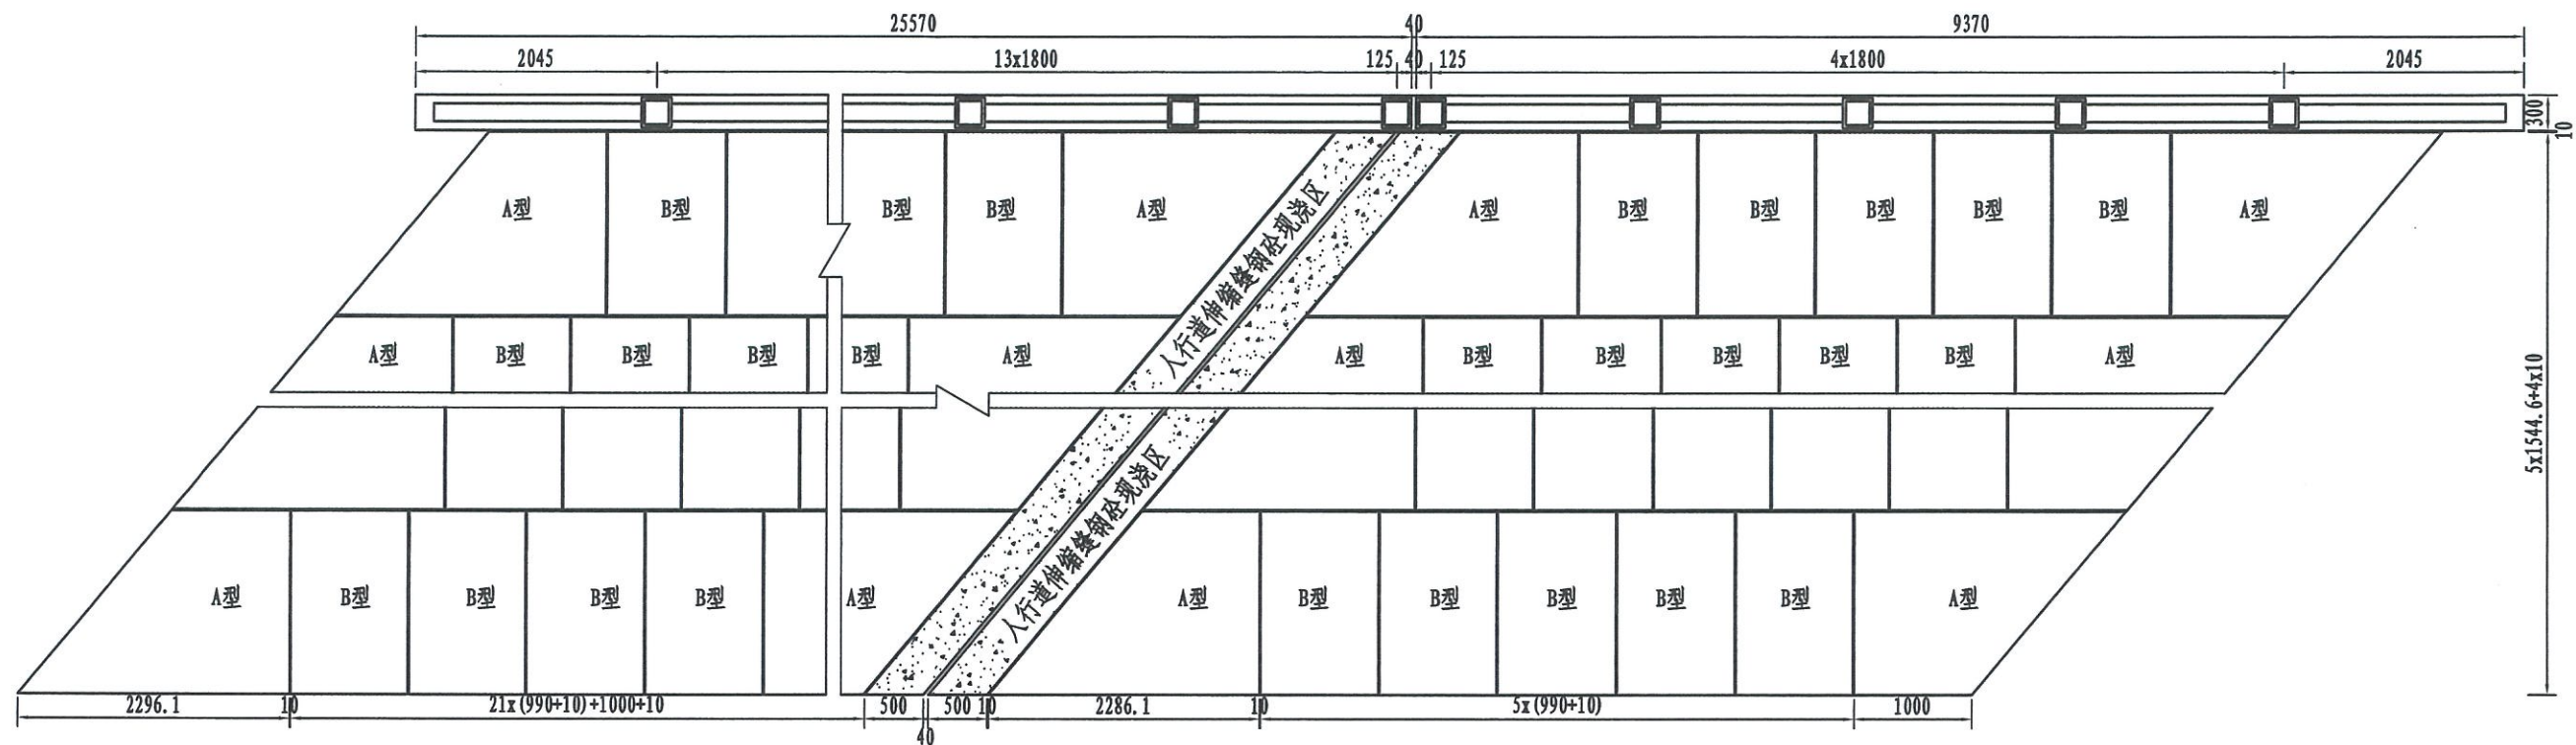 25570 40 9370
2045 13x1800 125 40 125 4x1800 2045
300
10
A型 B型 B型 B型 A型 A型 B型 B型 B型 B型 B型 A型
人行道伸缩缝钢砼现浇区
A型 B型 B型 B型 B型 A型 A型 B型 B型 B型 B型 B型 A型
5x1544.6+4x10
人行道伸缩缝钢砼现浇区
A型 B型 B型 B型 B型 A型 A型 B型 B型 B型 B型 B型 A型
2296.1 10 21x(990+10)+1000+10 500 500 10 2286.1 10 5x(990+10) 1000
40